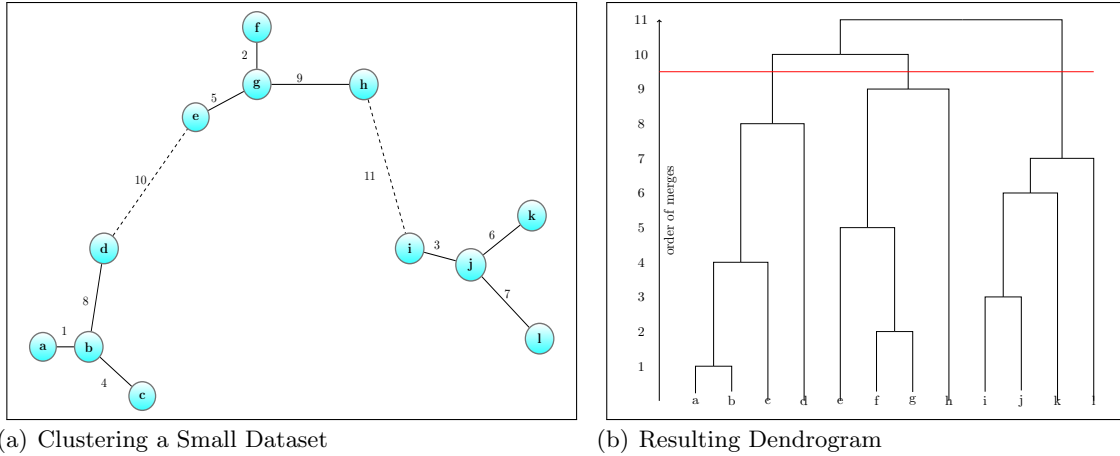 f
2
g
9
h
5
e
10
11
k
d
i
3
6
j
8
7
1
a
b
l
4
c
(a) Clustering a Small Dataset
11
10
9
8
7
6
5
4
3
2
1
order of merges
a b c d e f g h i j k l
(b) Resulting Dendrogram